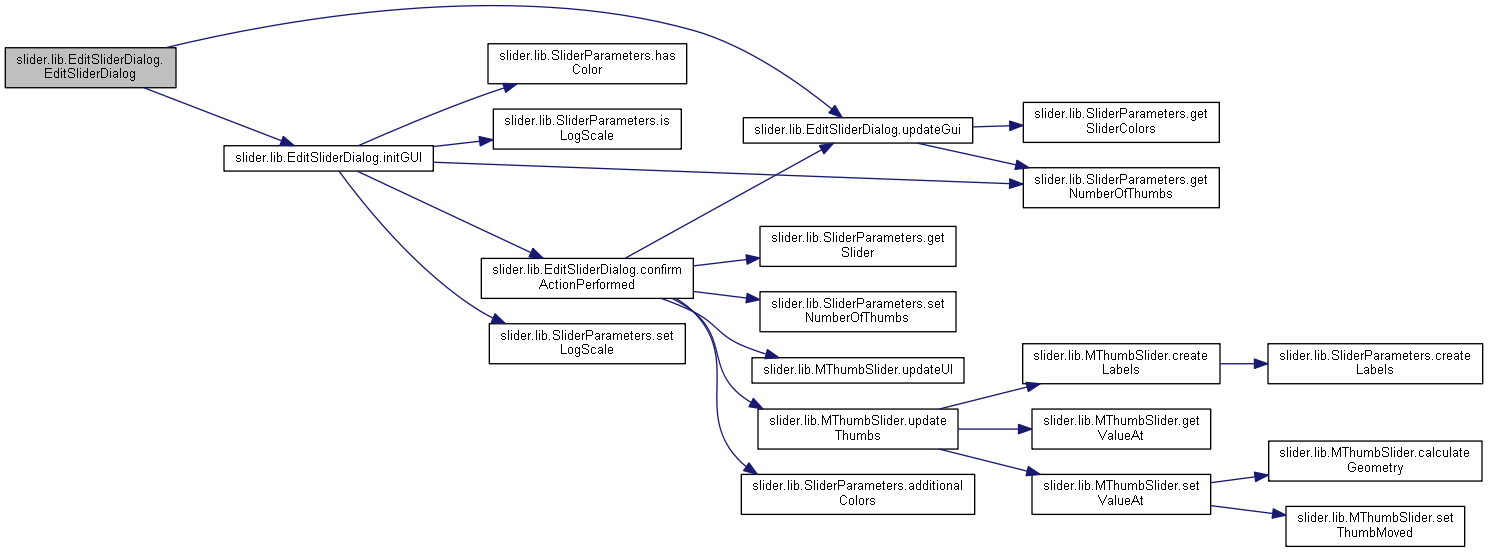 slider.lib.EditSliderDialog.
EditSliderDialog
slider.lib.EditSliderDialog.initGUI
slider.lib.SliderParameters.has
Color
slider.lib.SliderParameters.is
LogScale
slider.lib.EditSliderDialog.confirm
ActionPerformed
slider.lib.SliderParameters.set
LogScale
slider.lib.EditSliderDialog.updateGui
slider.lib.SliderParameters.get
Slider
slider.lib.SliderParameters.set
NumberOfThumbs
slider.lib.MThumbSlider.updateUI
slider.lib.MThumbSlider.update
Thumbs
slider.lib.SliderParameters.additional
Colors
slider.lib.SliderParameters.get
SliderColors
slider.lib.SliderParameters.get
NumberOfThumbs
slider.lib.MThumbSlider.create
Labels
slider.lib.MThumbSlider.get
ValueAt
slider.lib.MThumbSlider.set
ValueAt
slider.lib.SliderParameters.create
Labels
slider.lib.MThumbSlider.calculate
Geometry
slider.lib.MThumbSlider.set
ThumbMoved